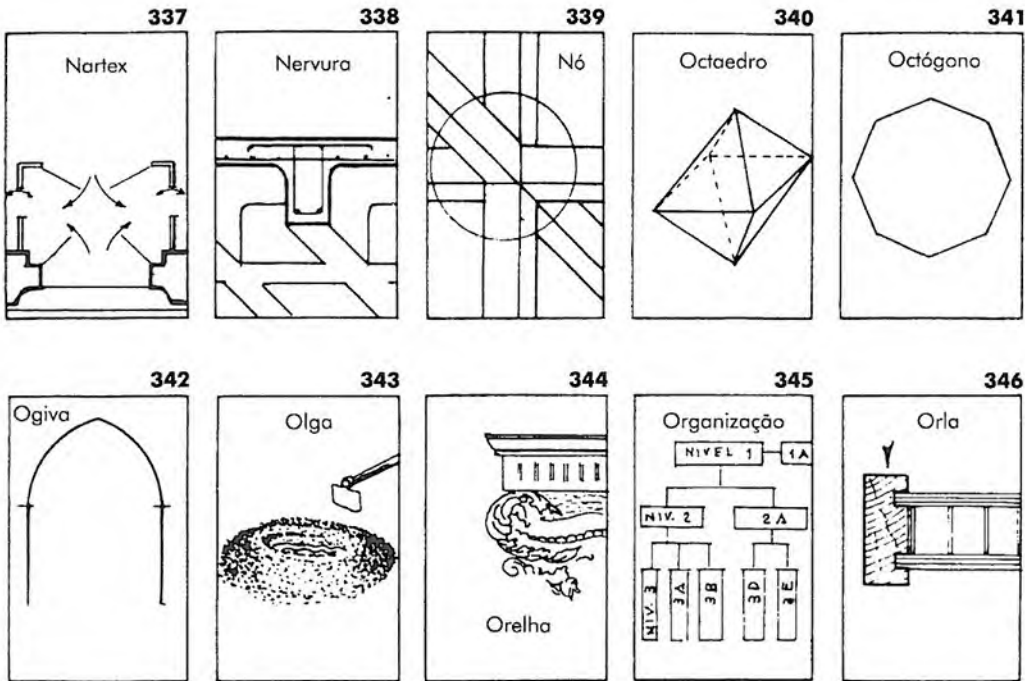 337
Nartex
338
Nervura
339
Nó
340
Octaedro
341
Octógono
342
Ogiva
343
Olga
344
Orelha
345
Organização
NIVEL 1
1A
NIV. 2
2A
NIV. 3
3A
3B
3D
3E
346
Orla